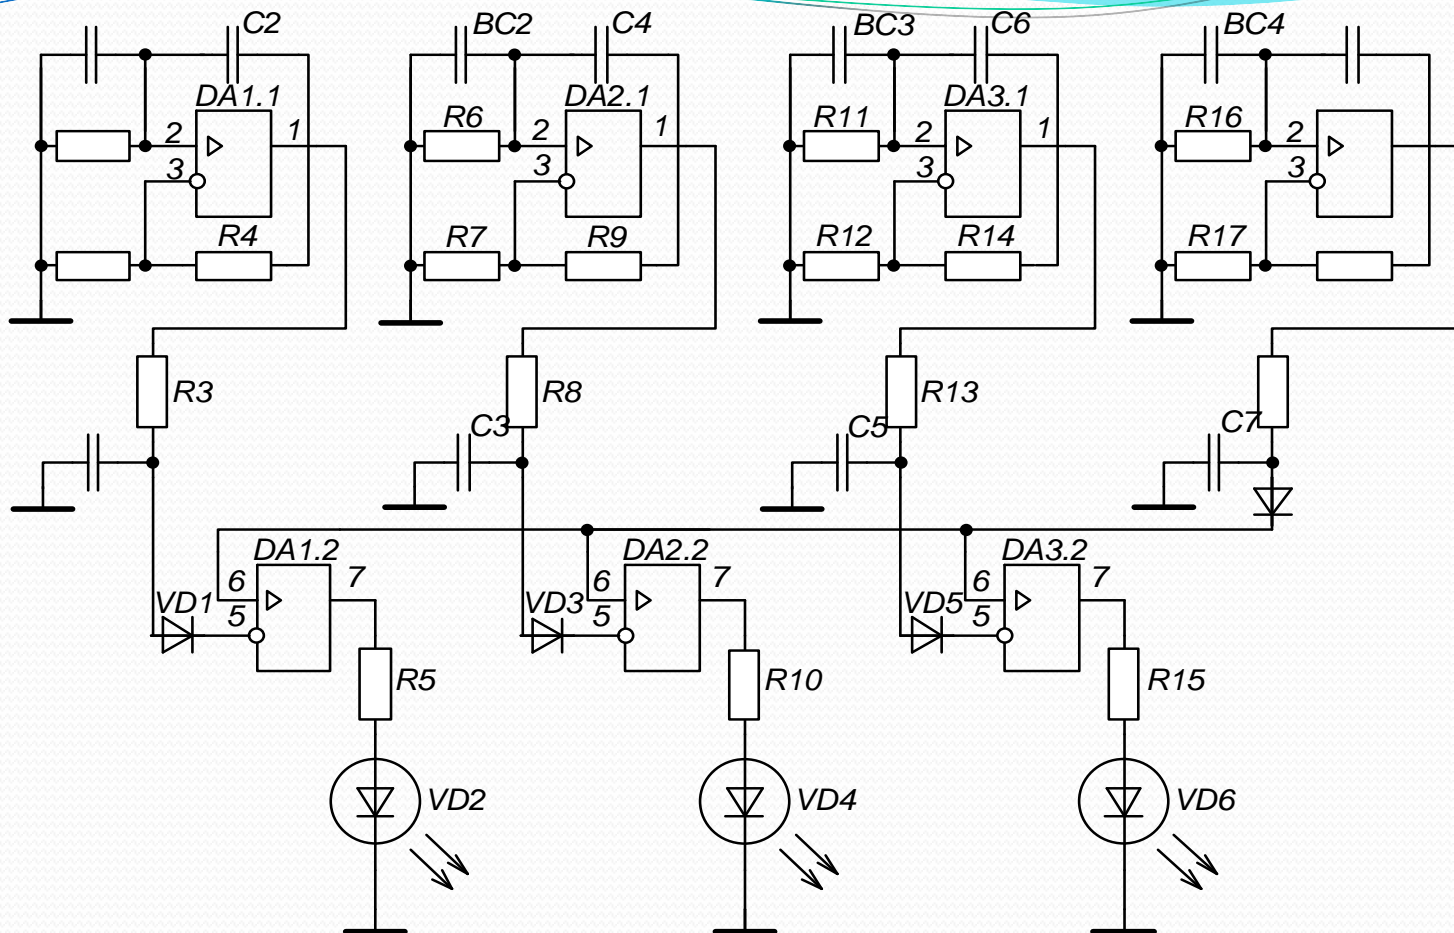 C2 BC2 C4 BC3 C6 BC4
DA1.1 DA2.1 DA3.1
R6 R11 R16
2 1 2 1 2 1 2
3 3 3 3
R4 R7 R9 R12 R14 R17
R3 R8 R13
C3 C5 C7
DA1.2 DA2.2 DA3.2
6 7 6 7 6 7
VD1 5 VD3 5 VD5 5
R5 R10 R15
VD2 VD4 VD6